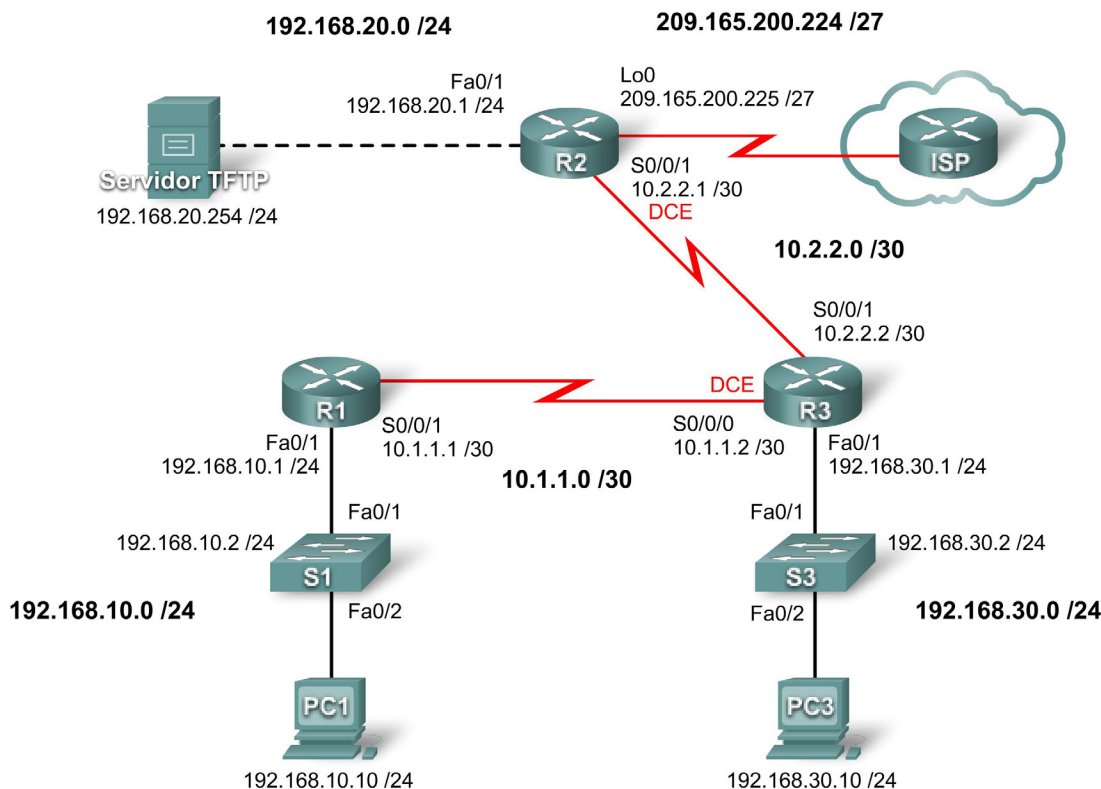 192.168.20.0 /24
209.165.200.224 /27
Fa0/1
192.168.20.1 /24
Lo0
209.165.200.225 /27
R2
ISP
Servidor TFTP
192.168.20.254 /24
S0/0/1
10.2.2.1 /30
DCE
10.2.2.0 /30
S0/0/1
10.2.2.2 /30
R1
DCE
R3
Fa0/1
192.168.10.1 /24
S0/0/1
10.1.1.1 /30
S0/0/0
10.1.1.2 /30
Fa0/1
192.168.30.1 /24
10.1.1.0 /30
Fa0/1
192.168.10.2 /24
S1
Fa0/1
192.168.30.2 /24
S3
192.168.10.0 /24
Fa0/2
Fa0/2
192.168.30.0 /24
PC1
PC3
192.168.10.10 /24
192.168.30.10 /24